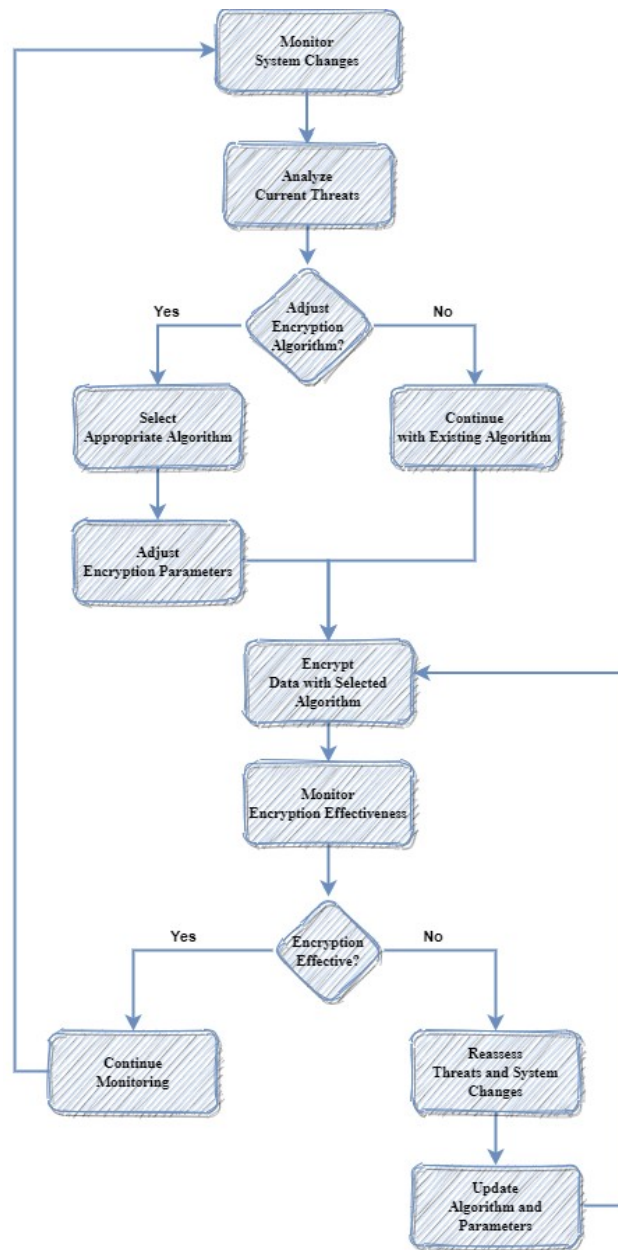 Monitor
System Changes
Analyze
Current Threats
Adjust
Encryption
Algorithm?
Yes
No
Select
Appropriate Algorithm
Continue
with Existing Algorithm
Adjust
Encryption Parameters
Encrypt
Data with Selected
Algorithm
Monitor
Encryption Effectiveness
Encryption
Effective?
Yes
No
Continue
Monitoring
Reassess
Threats and System
Changes
Update
Algorithm and
Parameters